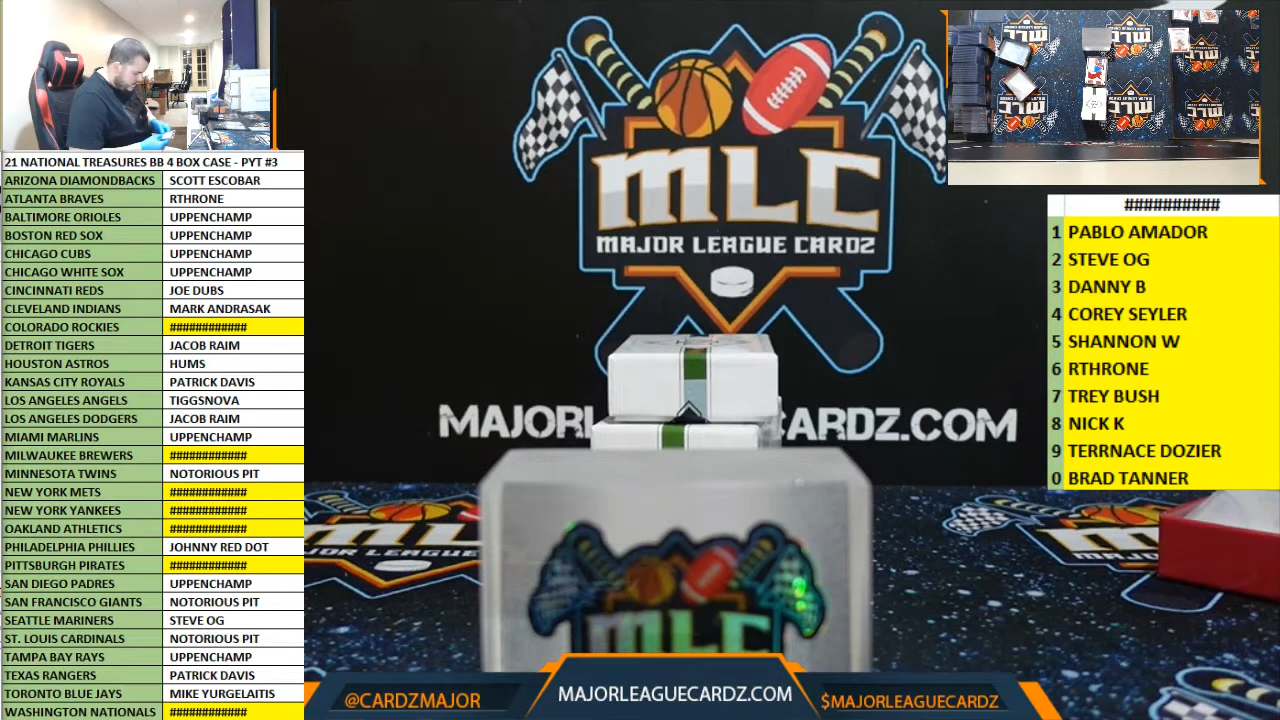 21 NATIONAL TREASURES BB 4 BOX CASE - PYT #3
ARIZONA DIAMONDBACKS SCOTT ESCOBAR
ATLANTA BRAVES RTHRONE
BALTIMORE ORIOLES UPPENCHAMP
BOSTON RED SOX UPPENCHAMP
CHICAGO CUBS UPPENCHAMP
CHICAGO WHITE SOX UPPENCHAMP
CINCINNATI REDS JOE DUBS
CLEVELAND INDIANS MARK ANDRASAK
COLORADO ROCKIES ############
DETROIT TIGERS JACOB RAIM
HOUSTON ASTROS HUMS
KANSAS CITY ROYALS PATRICK DAVIS
LOS ANGELES ANGELS TIGGSNOVA
LOS ANGELES DODGERS JACOB RAIM
MIAMI MARLINS UPPENCHAMP
MILWAUKEE BREWERS ############
MINNESOTA TWINS NOTORIOUS PIT
NEW YORK METS ############
NEW YORK YANKEES ############
OAKLAND ATHLETICS ############
PHILADELPHIA PHILLIES JOHNNY RED DOT
PITTSBURGH PIRATES ############
SAN DIEGO PADRES UPPENCHAMP
SAN FRANCISCO GIANTS NOTORIOUS PIT
SEATTLE MARINERS STEVE OG
ST. LOUIS CARDINALS NOTORIOUS PIT
TAMPA BAY RAYS UPPENCHAMP
TEXAS RANGERS PATRICK DAVIS
TORONTO BLUE JAYS MIKE YURGELAITIS
WASHINGTON NATIONALS ############
MLC
MAJOR LEAGUE CARDZ
MAJORL CARDZ.COM
MLC
MLC
MAJOR LEAGUE
##########
1 PABLO AMADOR
2 STEVE OG
3 DANNY B
4 COREY SEYLER
5 SHANNON W
6 RTHRONE
7 TREY BUSH
8 NICK K
9 TERRNACE DOZIER
0 BRAD TANNER
@CARDZMAJOR
MAJORLEAGUECARDZ.COM
$MAJORLEAGUECARDZ